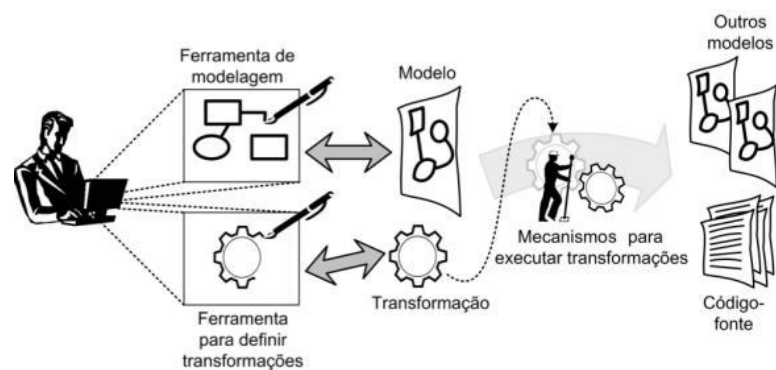 Ferramenta de
modelagem
Modelo
Outros
modelos
Mecanismos para
executar transformações
Transformação
Ferramenta
para definir
transformações
Código-
fonte